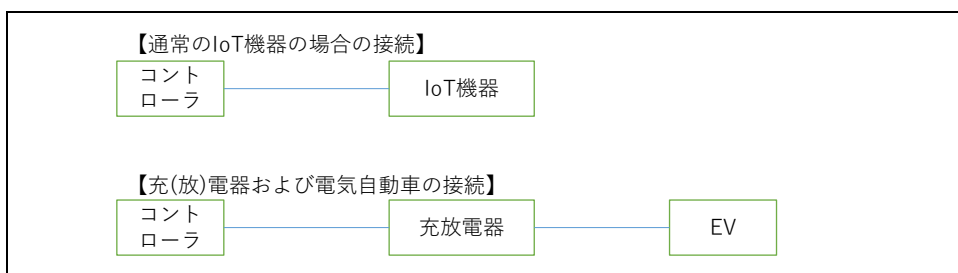 【通常のIoT機器の場合の接続】
コント
ローラ
IoT機器
【充(放)電器および電気自動車の接続】
コント
ローラ
充放電器
EV